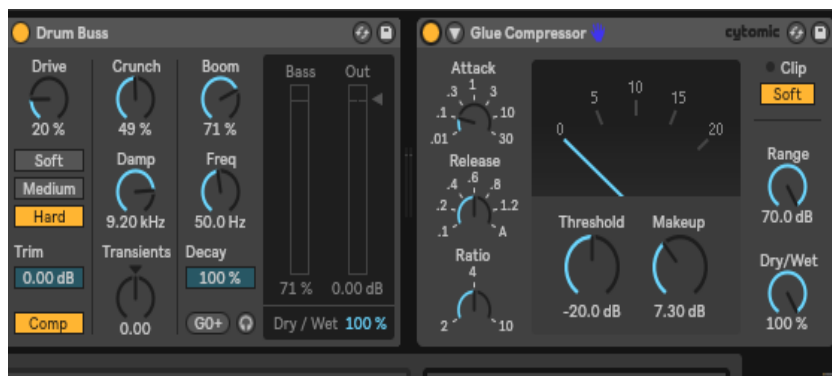 Drum Buss
Drive
20 %
Soft
Medium
Hard
Trim
0.00 dB
Comp
Crunch
49 %
Damp
9.20 kHz
Transients
0.00
Boom
71 %
Freq
50.0 Hz
Decay
100 %
G0+
Bass Out
71 % 0.00 dB
Dry / Wet 100 %
Glue Compressor
cytomic
Attack
.01 .1 .3 1 3 10 30
Release
.1 .2 .4 .6 .8 1.2 A
Ratio
2 4 10
0 5 10 15 20
Threshold
-20.0 dB
Makeup
7.30 dB
Clip
Soft
Range
70.0 dB
Dry/Wet
100 %